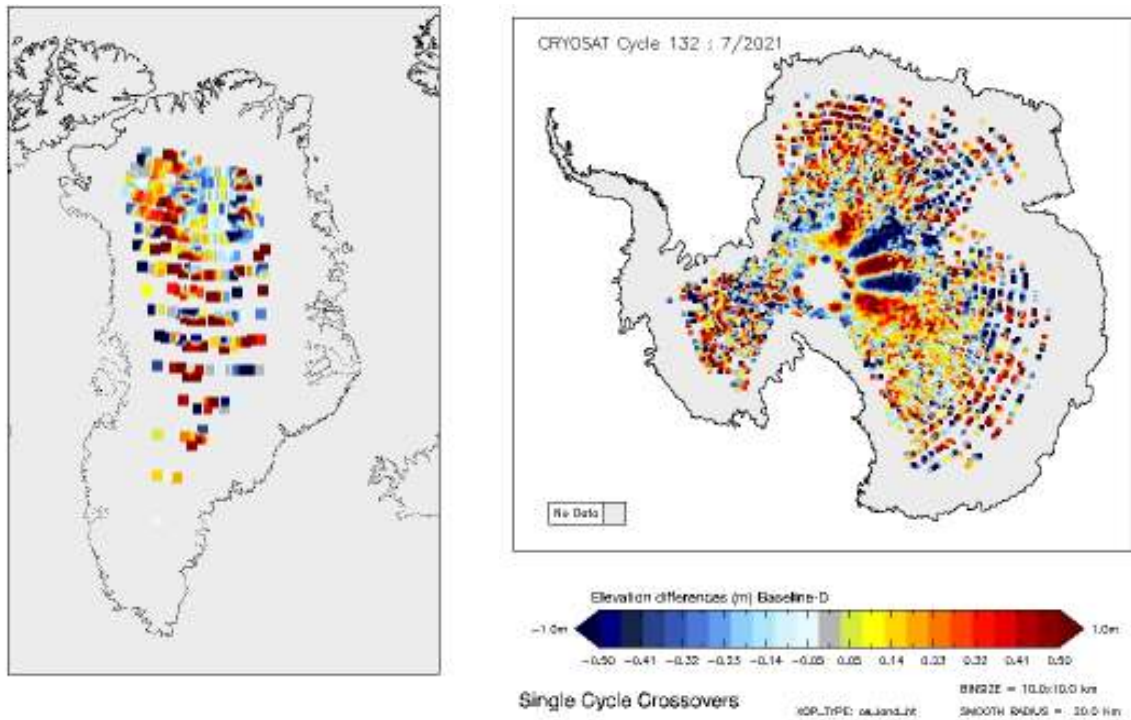 CRYOSAT Cycle 132 : 7/2021
No Data
Elevation differences (m) Baseline-D
-1.0m
1.0m
-0.50 -0.41 -0.32 -0.23 -0.14 -0.05 0.05 0.14 0.23 0.32 0.41 0.50
Single Cycle Crossovers
BINSIZE = 10.0x10.0 km
SMOOTH RADIUS = 20.0 Km